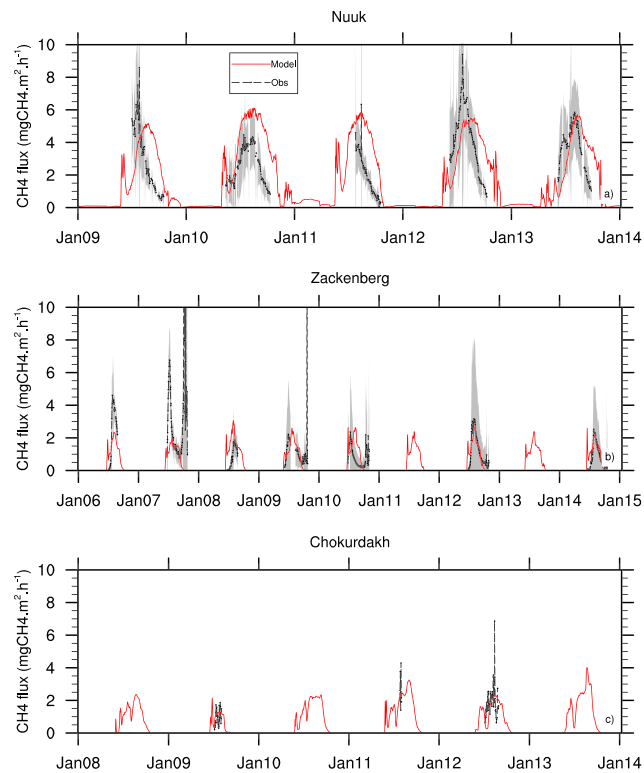 Nuuk
CH4 flux (mgCH4.m².h⁻¹)
10
8
6
4
2
0
Model
Obs
a)
Jan09 Jan10 Jan11 Jan12 Jan13 Jan14
Zackenberg
CH4 flux (mgCH4.m².h⁻¹)
10
8
6
4
2
0
b)
Jan06 Jan07 Jan08 Jan09 Jan10 Jan11 Jan12 Jan13 Jan14 Jan15
Chokurdakh
CH4 flux (mgCH4.m².h⁻¹)
10
8
6
4
2
0
c)
Jan08 Jan09 Jan10 Jan11 Jan12 Jan13 Jan14